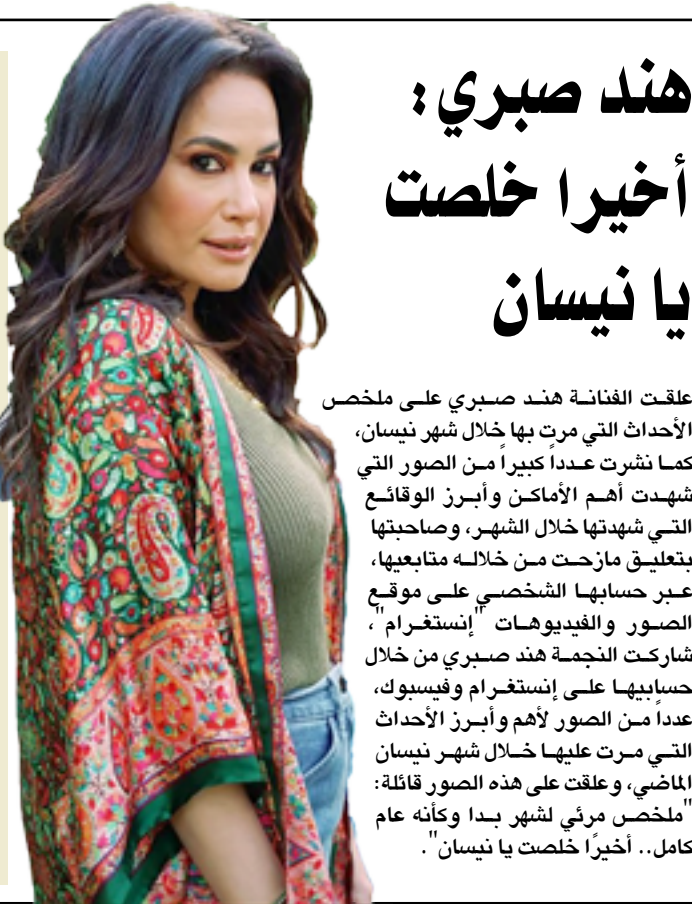 هند صبري:
أخيرا خلصت
يا نيسان
علقت الفنانة هند صبري على ملخص
الأحداث التي مرت بها خلال شهر نيسان،
كما نشرت عدداً كبيراً من الصور التي
شهدت أهم الأماكن وأبرز الوقائع
التي شهدتها خلال الشهر، وصاحبتها
بتعليق مازحت من خلاله متابعيها،
عبر حسابها الشخصي على موقع
الصور والفيديوهات "إنستغرام"،
شاركت النجمة هند صبري من خلال
حسابيها على إنستغرام وفيسبوك،
عدداً من الصور لأهم وأبرز الأحداث
التي مرت عليها خلال شهر نيسان
الماضي، وعلقت على هذه الصور قائلة:
"ملخص مرئي لشهر بدا وكأنه عام
كامل.. أخيرًا خلصت يا نيسان".